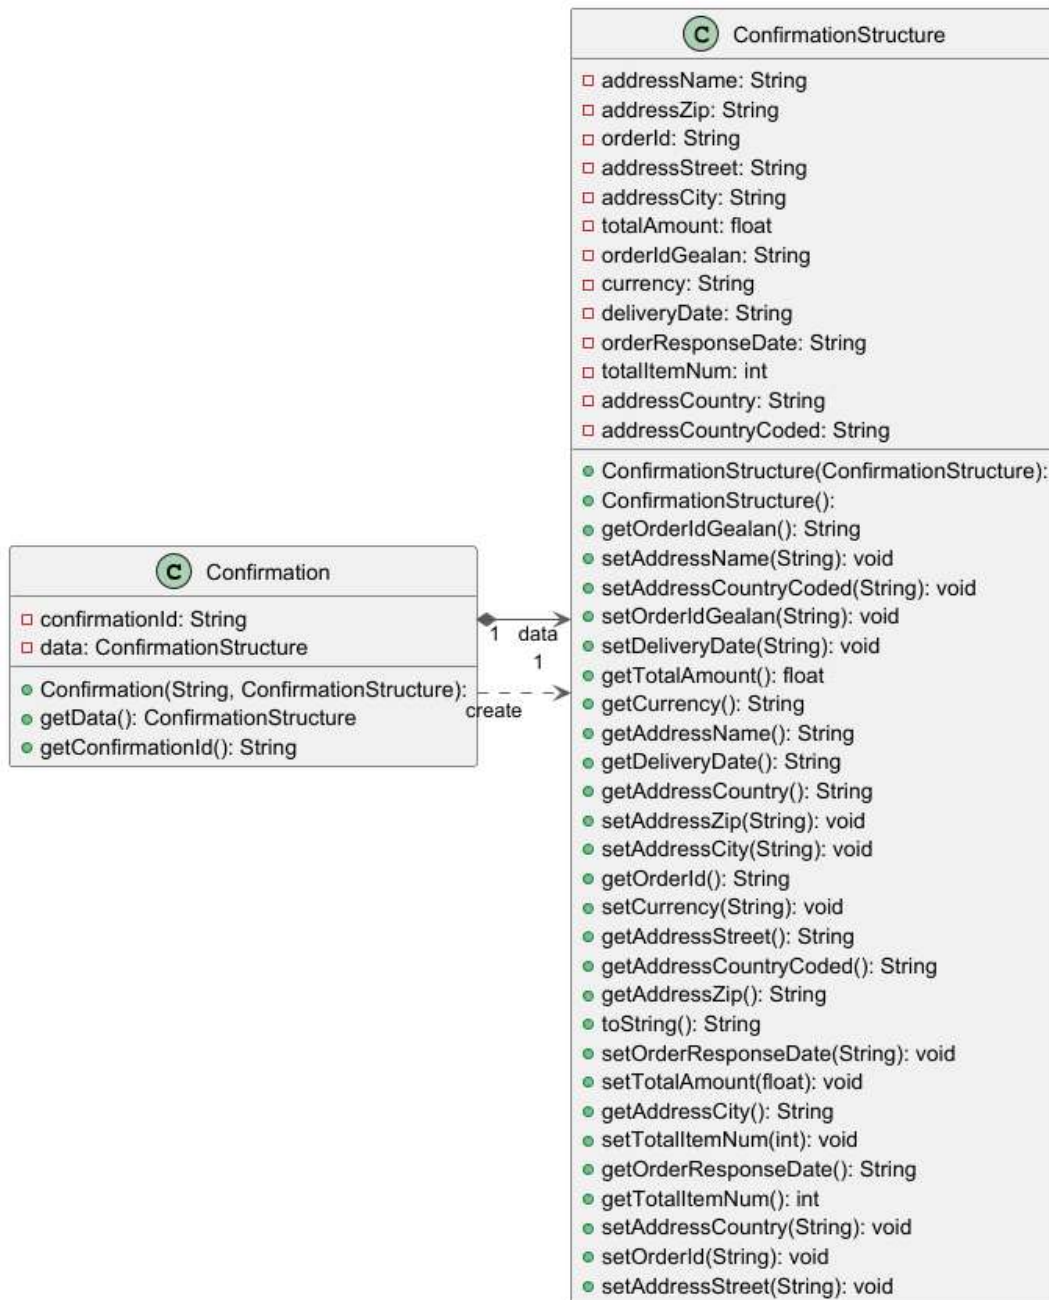 C Confirmation
confirmationId: String
data: ConfirmationStructure
Confirmation(String, ConfirmationStructure):
getData(): ConfirmationStructure
getConfirmationId(): String
1 data
1
create
C ConfirmationStructure
addressName: String
addressZip: String
orderId: String
addressStreet: String
addressCity: String
totalAmount: float
orderIdGealan: String
currency: String
deliveryDate: String
orderResponseDate: String
totalItemNum: int
addressCountry: String
addressCountryCoded: String
ConfirmationStructure(ConfirmationStructure):
ConfirmationStructure():
getOrderIdGealan(): String
setAddressName(String): void
setAddressCountryCoded(String): void
setOrderIdGealan(String): void
setDeliveryDate(String): void
getTotalAmount(): float
getCurrency(): String
getAddressName(): String
getDeliveryDate(): String
getAddressCountry(): String
setAddressZip(String): void
setAddressCity(String): void
getOrderId(): String
setCurrency(String): void
getAddressStreet(): String
getAddressCountryCoded(): String
getAddressZip(): String
toString(): String
setOrderResponseDate(String): void
setTotalAmount(float): void
getAddressCity(): String
setTotalItemNum(int): void
getOrderResponseDate(): String
getTotalItemNum(): int
setAddressCountry(String): void
setOrderId(String): void
setAddressStreet(String): void